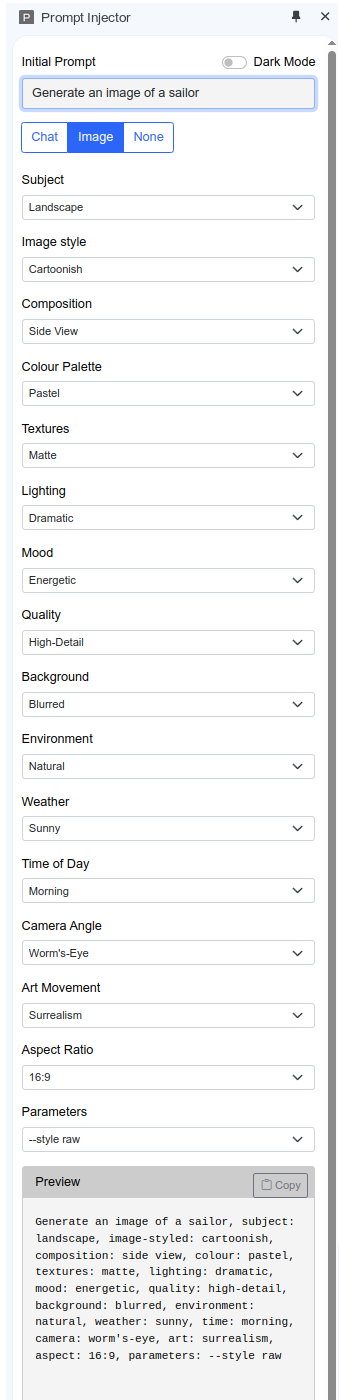 P Prompt Injector
Initial Prompt Dark Mode
Generate an image of a sailor
Chat Image None
Subject
Landscape
Image style
Cartoonish
Composition
Side View
Colour Palette
Pastel
Textures
Matte
Lighting
Dramatic
Mood
Energetic
Quality
High-Detail
Background
Blurred
Environment
Natural
Weather
Sunny
Time of Day
Morning
Camera Angle
Worm's-Eye
Art Movement
Surrealism
Aspect Ratio
16:9
Parameters
--style raw
Preview Copy
Generate an image of a sailor, subject:
landscape, image-styled: cartoonish,
composition: side view, colour: pastel,
textures: matte, lighting: dramatic,
mood: energetic, quality: high-detail,
background: blurred, environment:
natural, weather: sunny, time: morning,
camera: worm's-eye, art: surrealism,
aspect: 16:9, parameters: --style raw